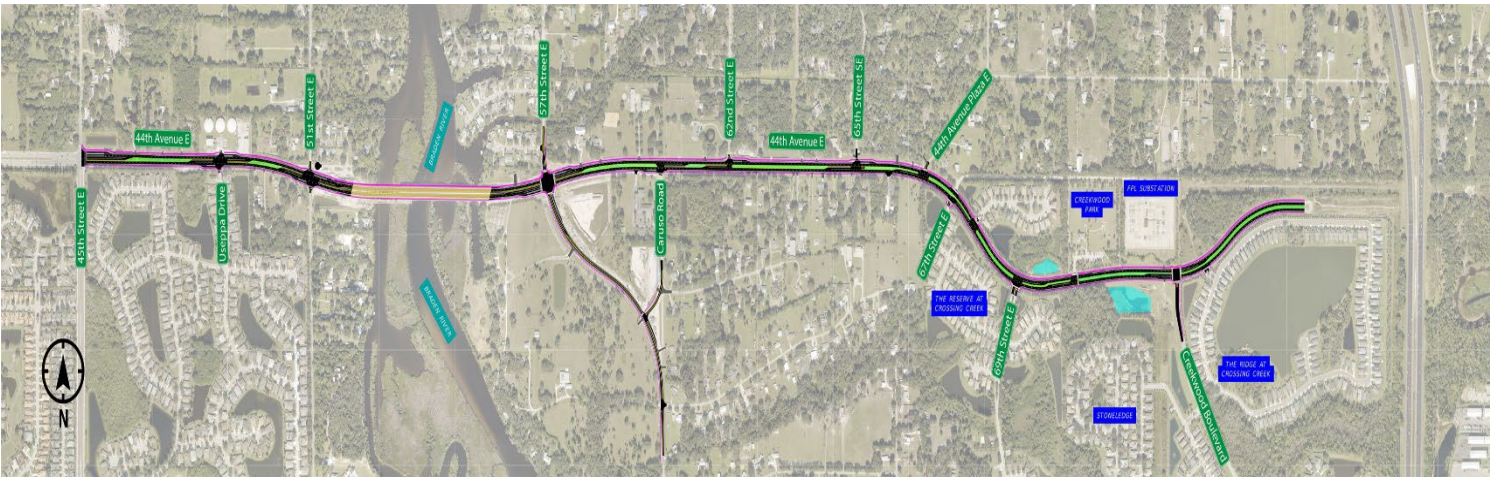 44th Avenue E
45th Street E
Useppa Drive
51st Street E
BRADEN RIVER
BRADEN RIVER
57th Street E
Caruso Road
62nd Street E
44th Avenue E
65th Street SE
44th Avenue Plaza E
67th Street E
THE RESERVE AT
CROSSING CREEK
69th Street E
CREEKWOOD
PARK
FPL SUBSTATION
STONELEDGE
Creekwood Boulevard
THE RIDGE AT
CROSSING CREEK
N